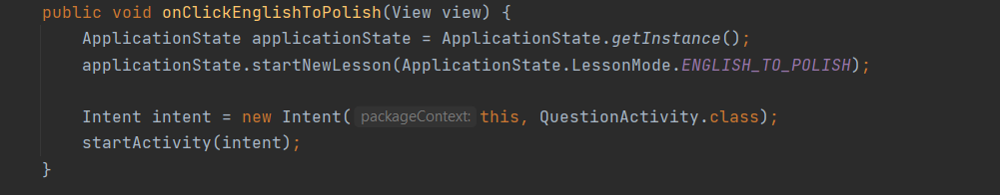 public void onClickEnglishToPolish(View view) {
ApplicationState applicationState = ApplicationState.getInstance();
applicationState.startNewLesson(ApplicationState.LessonMode.ENGLISH_TO_POLISH);
Intent intent = new Intent( packageContext: this, QuestionActivity.class);
startActivity(intent);
}